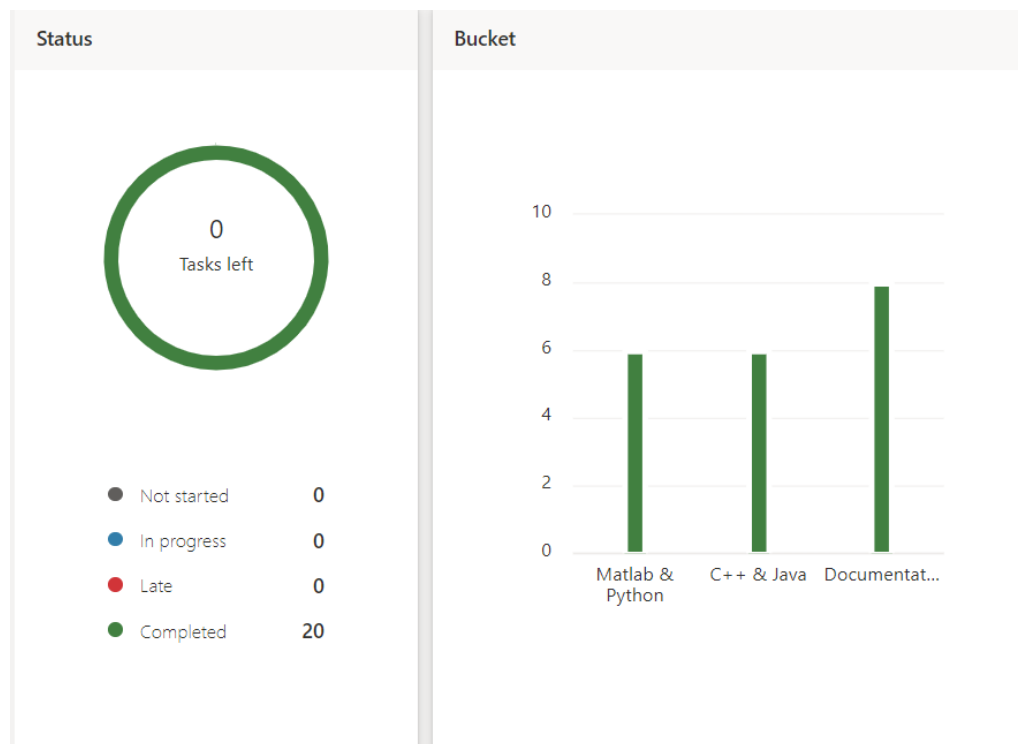 Status
0
Tasks left
Not started 0
In progress 0
Late 0
Completed 20
Bucket
10
8
6
4
2
0
Matlab &
Python
C++ & Java
Documentat...